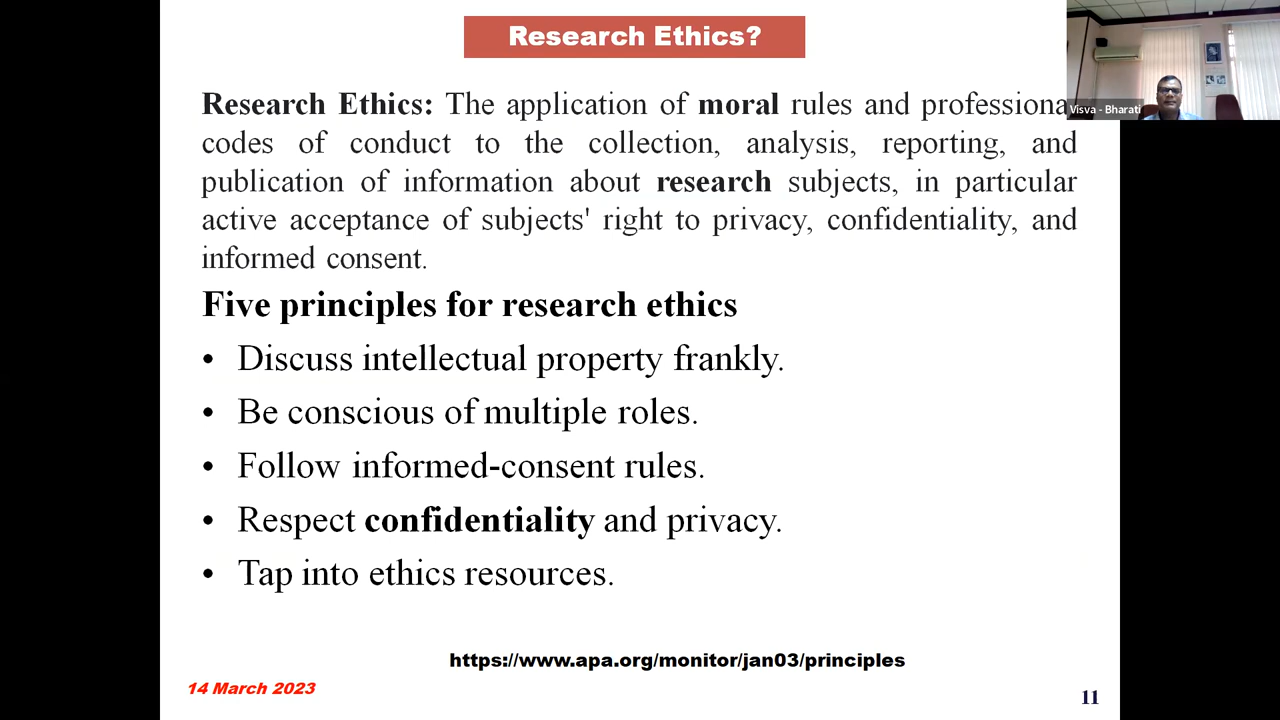 Research Ethics?
Research Ethics: The application of moral rules and professiona
Visva - Bharati
codes of conduct to the collection, analysis, reporting, and
publication of information about research subjects, in particular
active acceptance of subjects' right to privacy, confidentiality, and
informed consent.
Five principles for research ethics
• Discuss intellectual property frankly.
• Be conscious of multiple roles.
• Follow informed-consent rules.
• Respect confidentiality and privacy.
• Tap into ethics resources.
https://www.apa.org/monitor/jan03/principles
14 March 2023
11